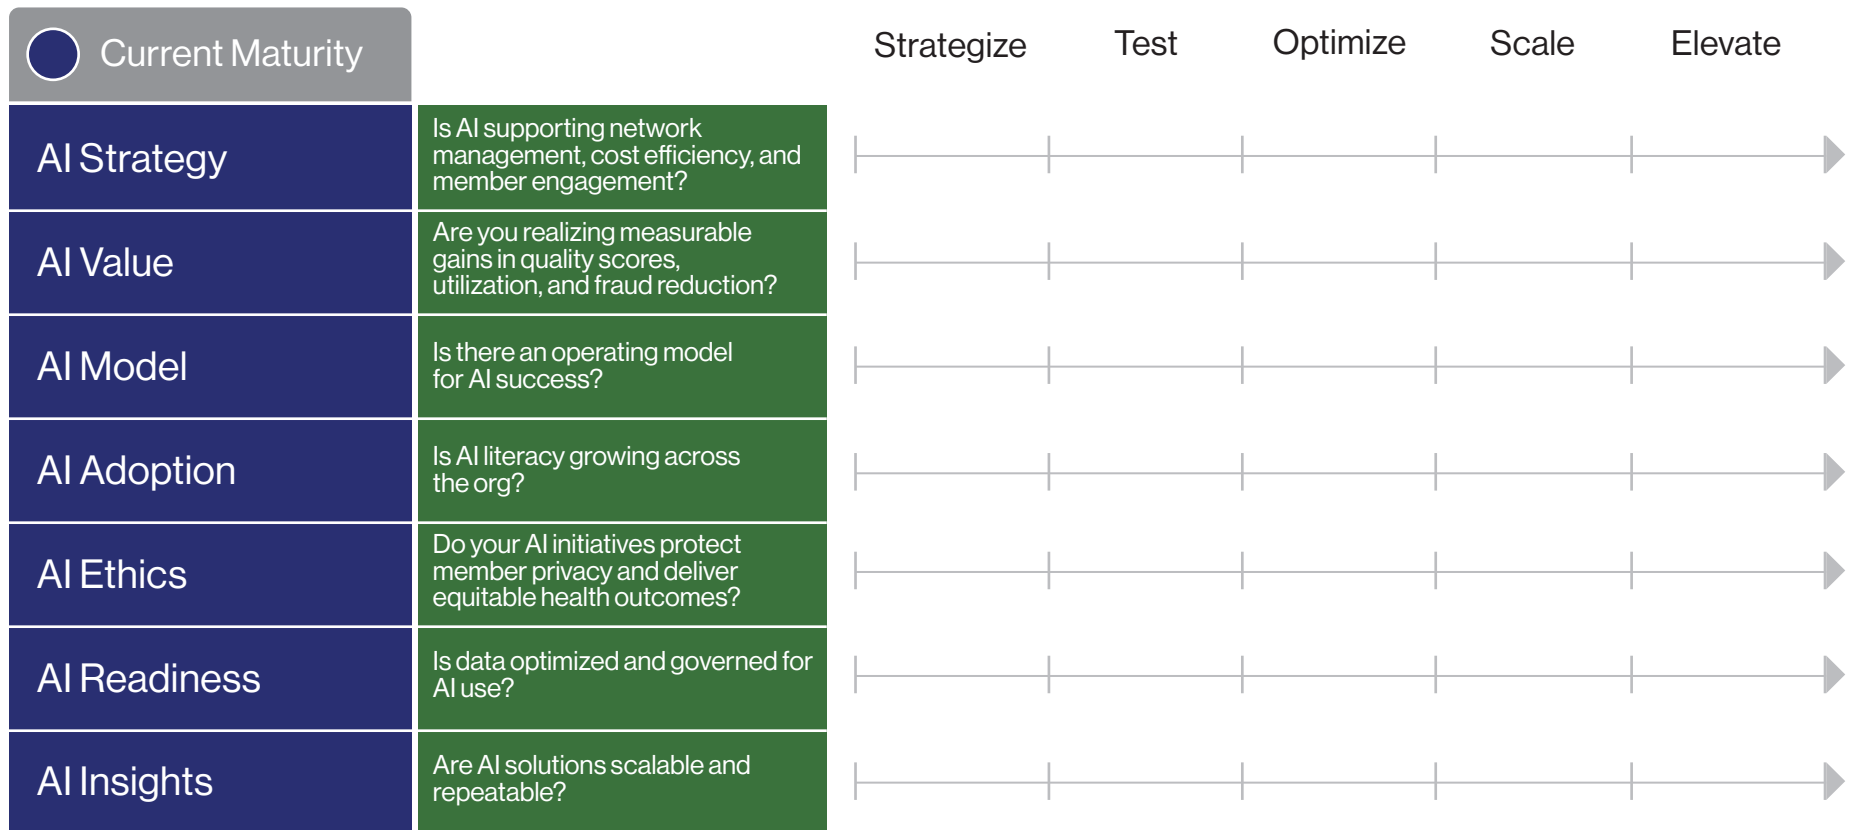 Current Maturity
Strategize Test Optimize Scale Elevate
AI Strategy
Is AI supporting network
management, cost efficiency, and
member engagement?
AI Value
Are you realizing measurable
gains in quality scores,
utilization, and fraud reduction?
AI Model
Is there an operating model
for AI success?
AI Adoption
Is AI literacy growing across
the org?
AI Ethics
Do your AI initiatives protect
member privacy and deliver
equitable health outcomes?
AI Readiness
Is data optimized and governed for
AI use?
AI Insights
Are AI solutions scalable and
repeatable?